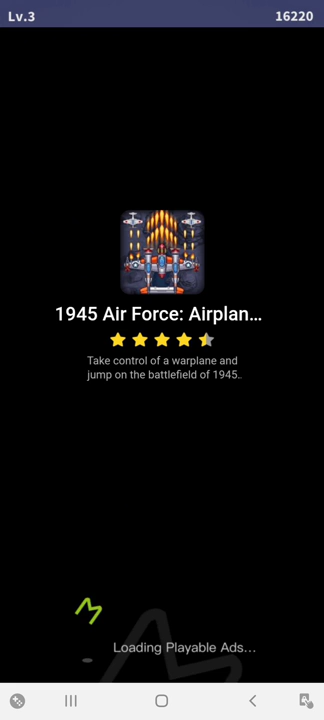 Lv.3
16220
1945 Air Force: Airplan...
Take control of a warplane and
jump on the battlefield of 1945..
Loading Playable Ads...